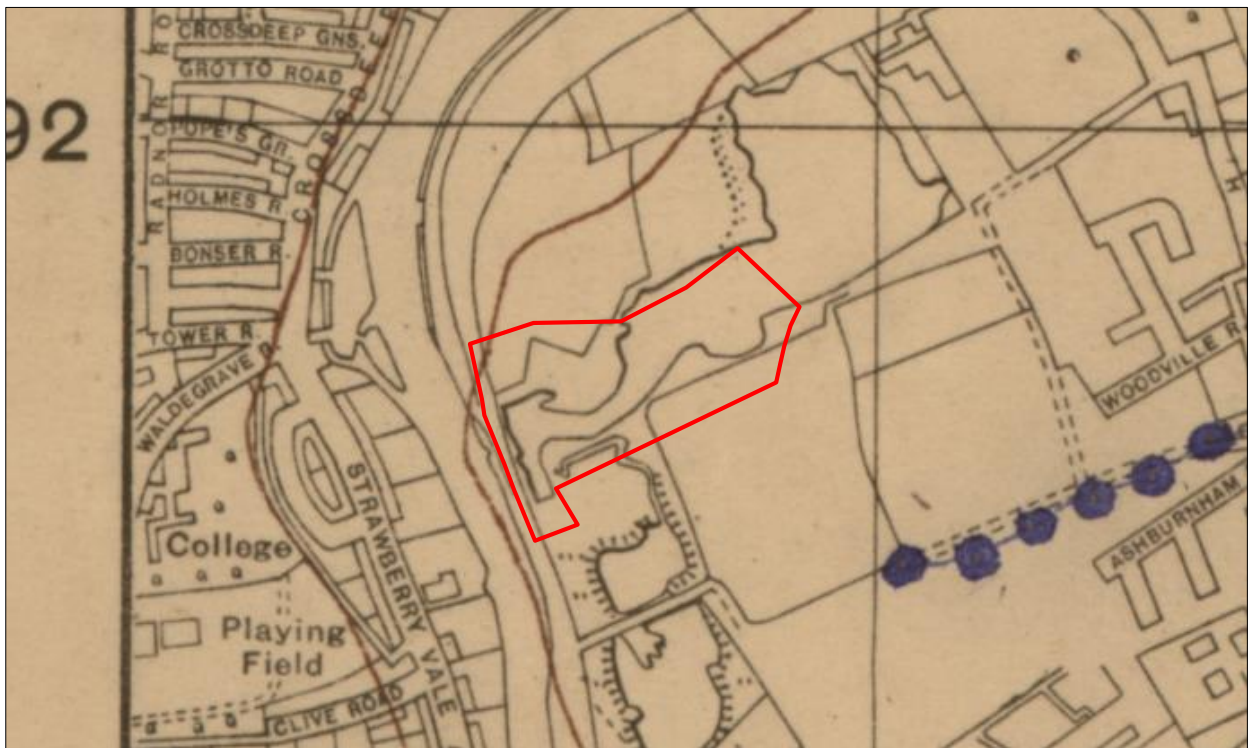 CROSSDEEP GNS.
GROTTO ROAD
POPE'S GR.
HOLMES R.
BONSER R.
TOWER R.
RADNOR
RO
CROSSDEEP
92
WALDEGRAVE R.
STRAWBERRY VALE
College
Playing
Field
CLIVE ROAD
WOODVILLE R
ASHBURNHAM
H
a
a
a
a
a
a
a
a
a
a